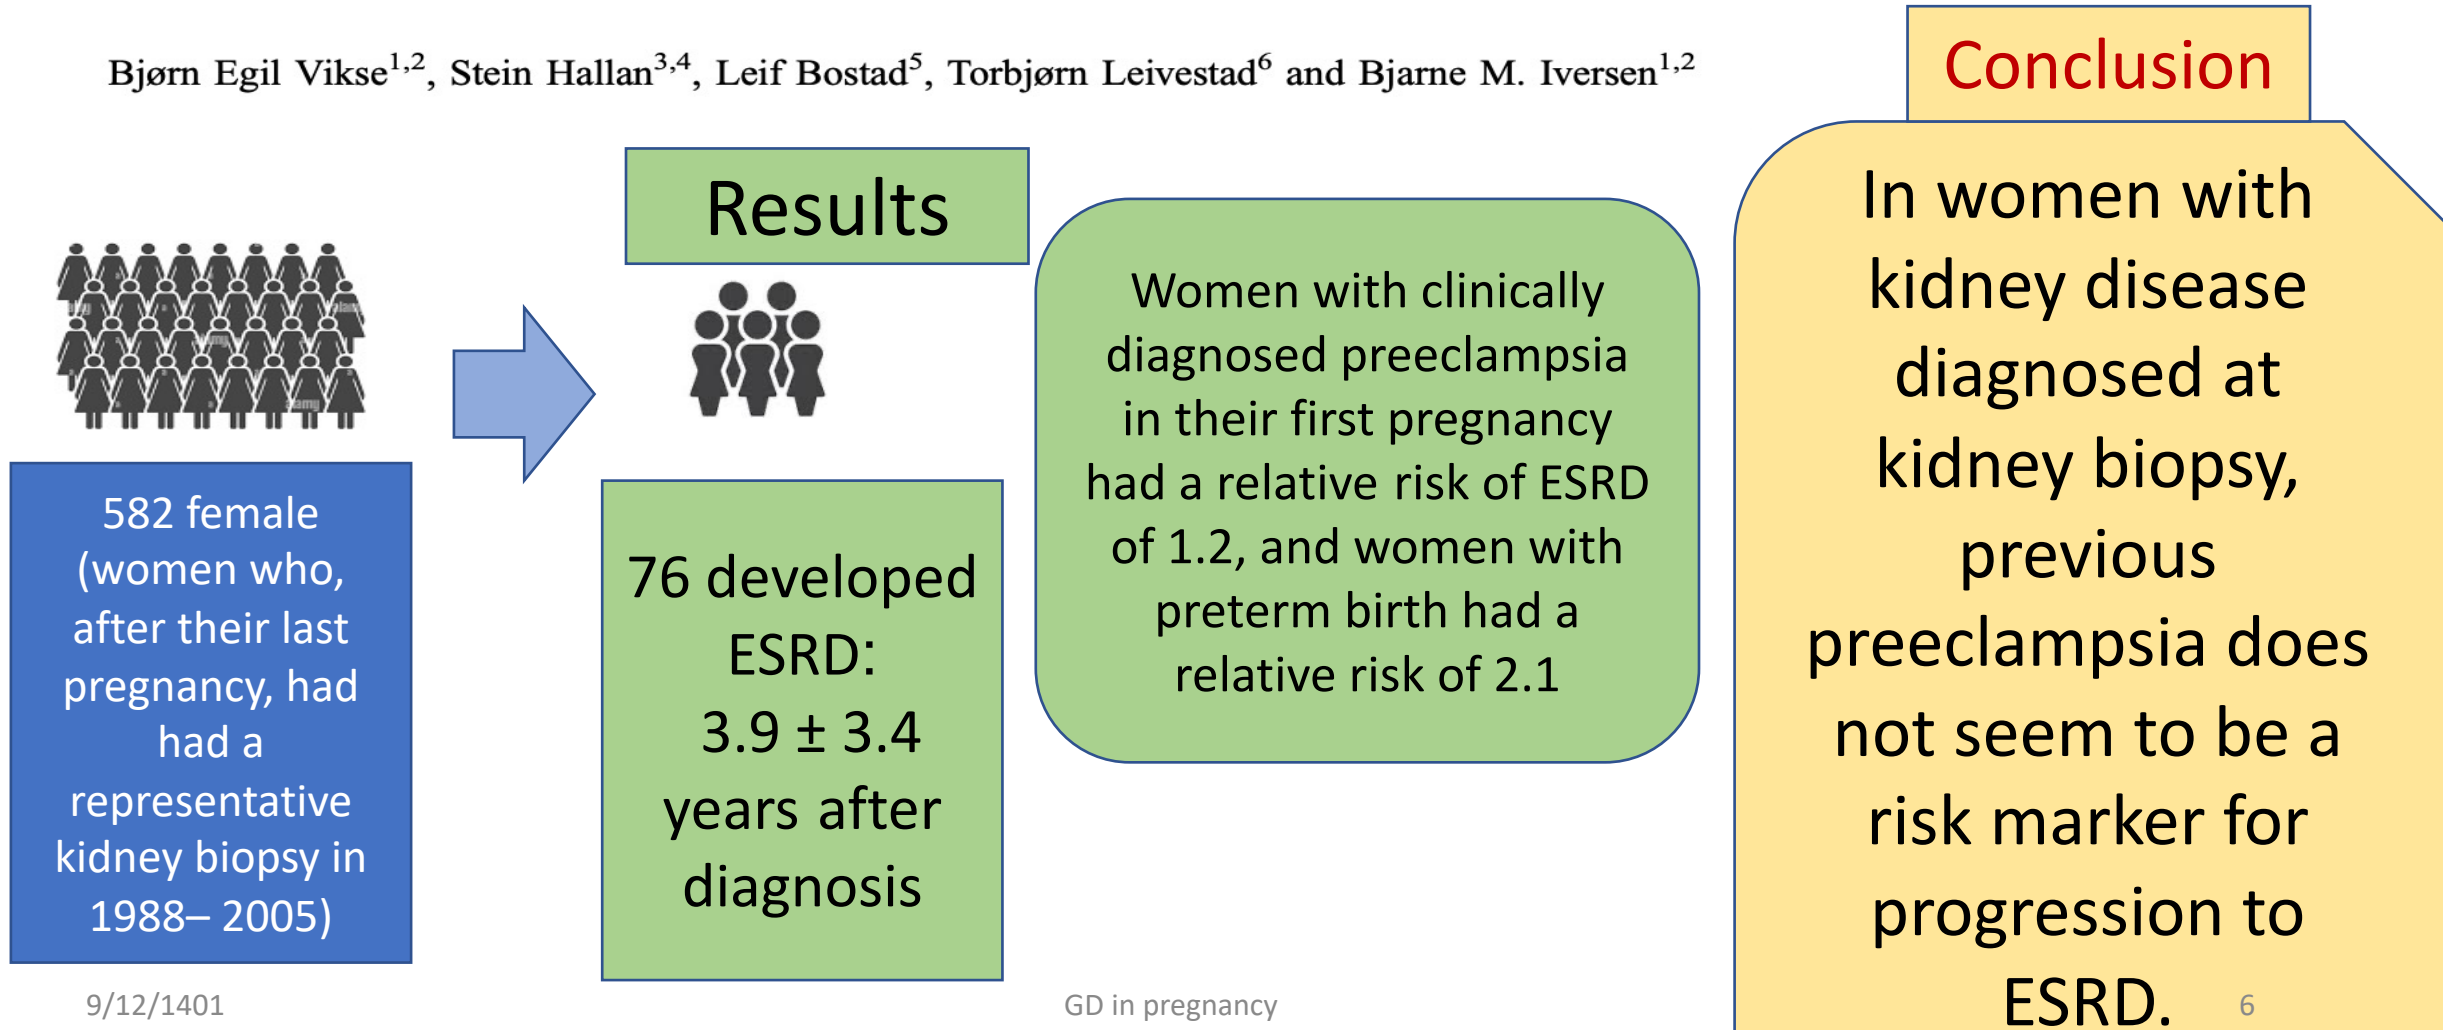 Bjørn Egil Vikse1,2, Stein Hallan3,4, Leif Bostad5, Torbjørn Leivestad6 and Bjarne M. Iversen1,2
582 female
(women who,
after their last
pregnancy, had
had a
representative
kidney biopsy in
1988– 2005)
Results
76 developed
ESRD:
3.9 ± 3.4
years after
diagnosis
Women with clinically
diagnosed preeclampsia
in their first pregnancy
had a relative risk of ESRD
of 1.2, and women with
preterm birth had a
relative risk of 2.1
Conclusion
In women with
kidney disease
diagnosed at
kidney biopsy,
previous
preeclampsia does
not seem to be a
risk marker for
progression to
ESRD.
9/12/1401
GD in pregnancy
6